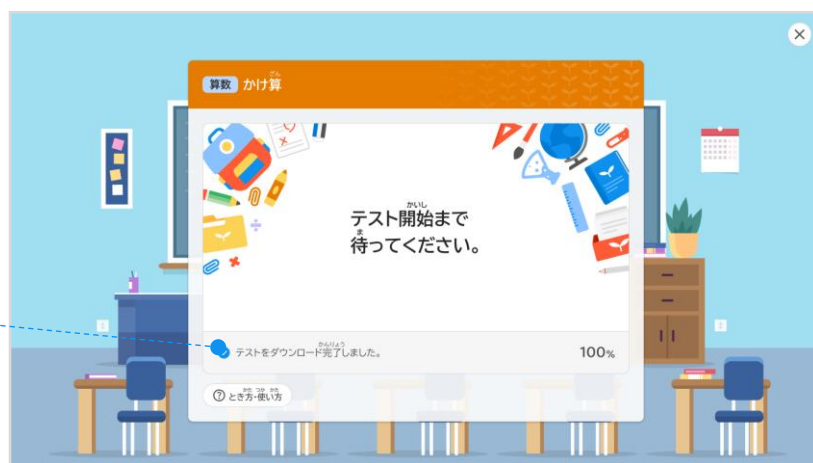 算数 かけ算
テスト開始まで
待ってください。
テストをダウンロード完了しました。 100%
? とき方・使い方